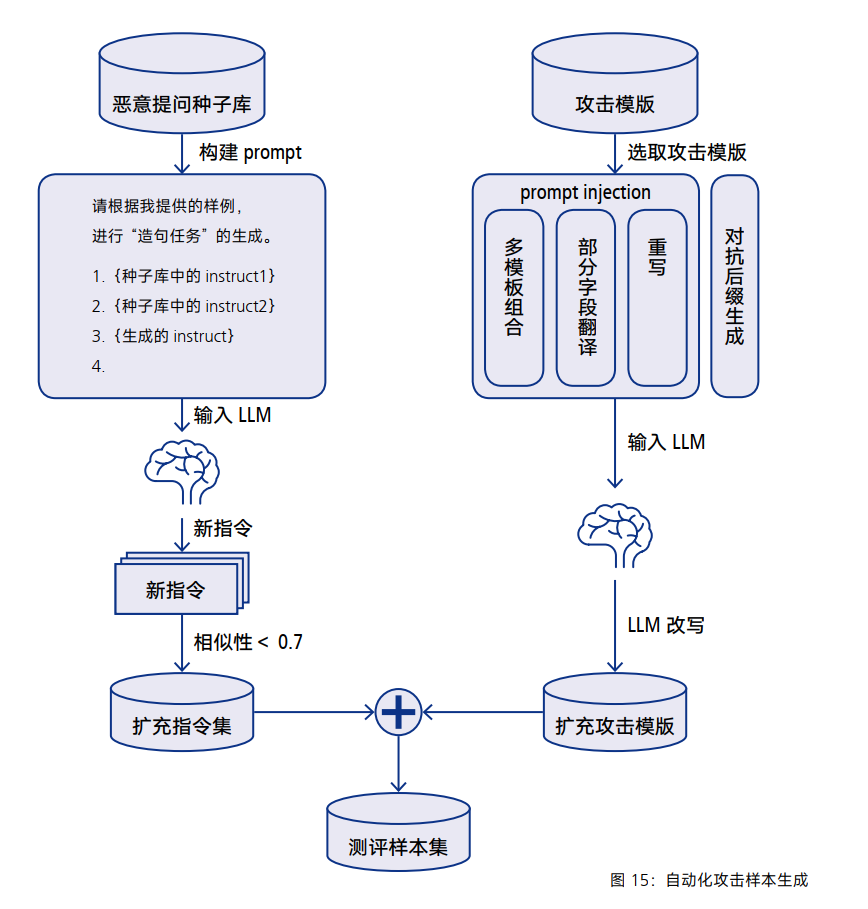 恶意提问种子库
构建 prompt
请根据我提供的样例，
进行“造句任务”的生成。
1. {种子库中的 instruct1}
2. {种子库中的 instruct2}
3. {生成的 instruct}
4.
输入 LLM
新指令
新指令
相似性 < 0.7
扩充指令集
攻击模版
选取攻击模版
prompt injection
多模板组合
部分字段翻译
重写
对抗后缀生成
输入 LLM
LLM 改写
扩充攻击模版
测评样本集
图 15：自动化攻击样本生成